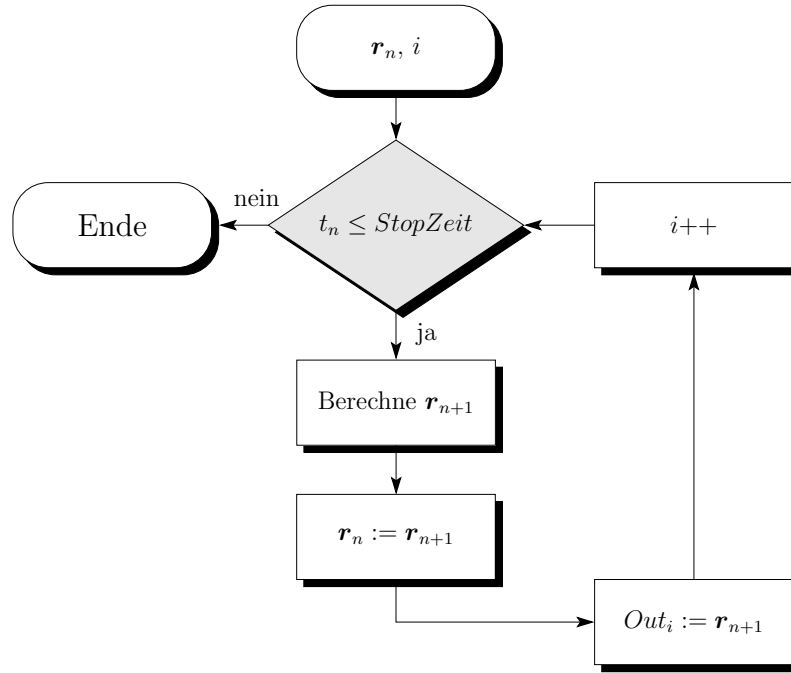 r_n, i
nein
Ende
t_n ≤ StopZeit
i++
ja
Berechne r_{n+1}
r_n := r_{n+1}
Out_i := r_{n+1}